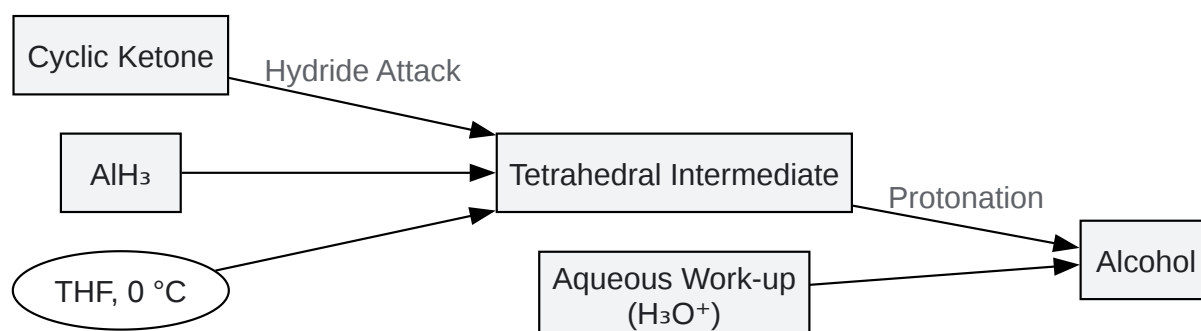 Cyclic Ketone
Hydride Attack
AlH₃
Tetrahedral Intermediate
THF, 0 °C
Protonation
Aqueous Work-up
(H₃O⁺)
Alcohol